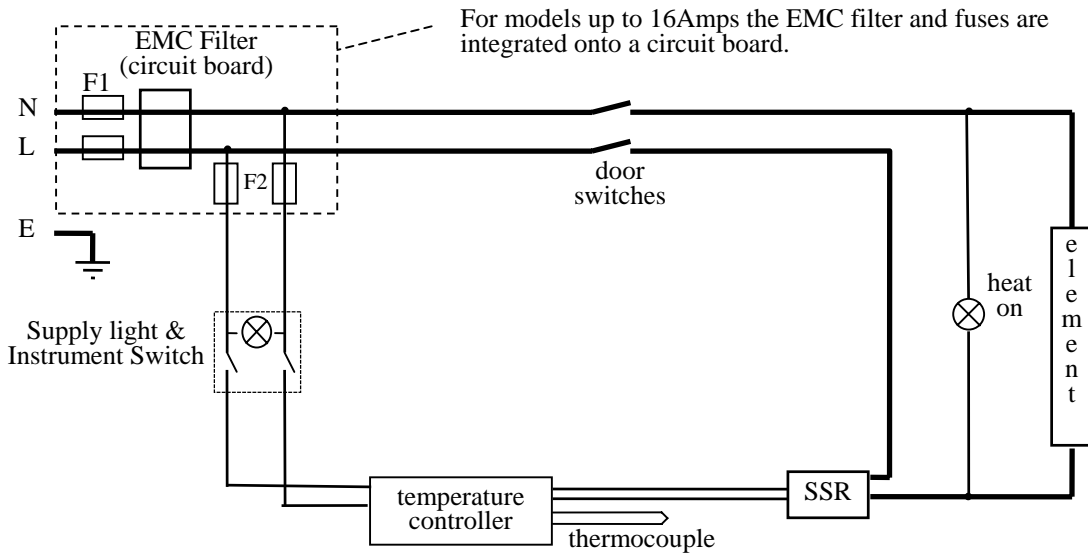 For models up to 16Amps the EMC filter and fuses are
integrated onto a circuit board.
EMC Filter
(circuit board)
F1
N
L
F2
door
switches
E
element
heat
on
Supply light &
Instrument Switch
temperature
controller
SSR
thermocouple